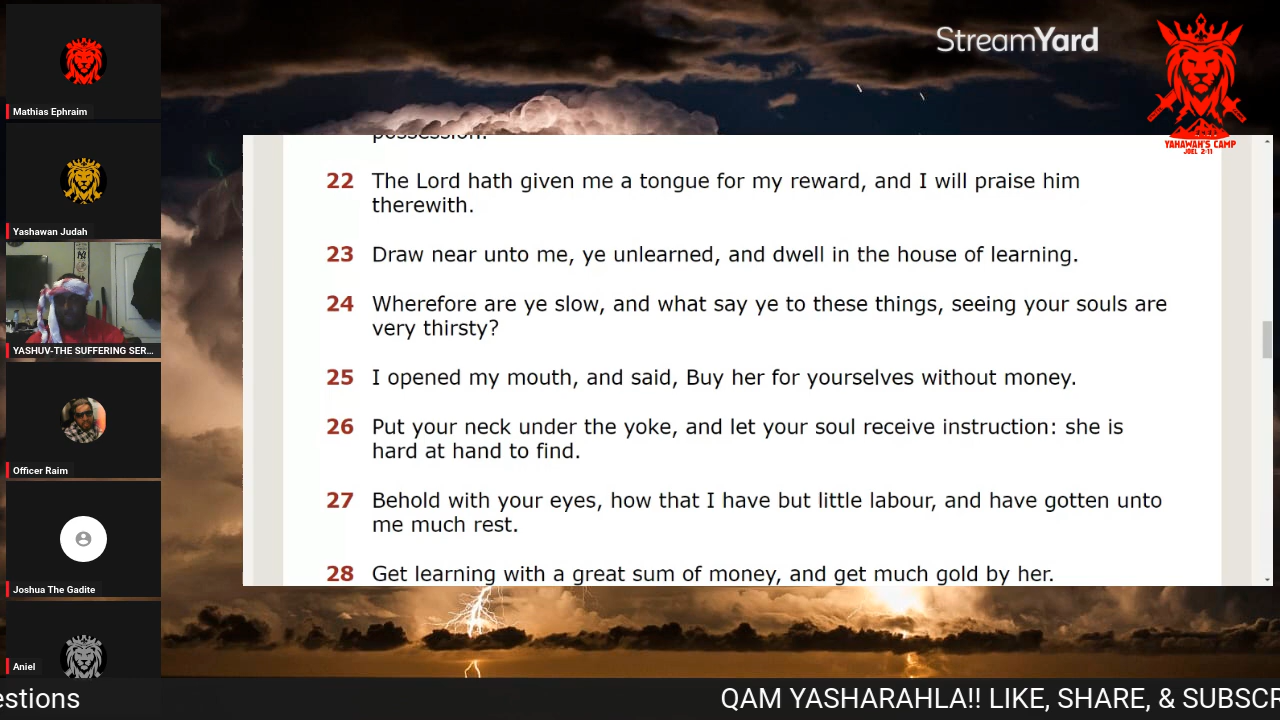 StreamYard
YAHAWAH'S CAMP
JOEL 2:11
Mathias Ephraim
Yashawan Judah
YASHUV-THE SUFFERING SER...
Officer Raim
Joshua The Gadite
Aniel
possession.
22 The Lord hath given me a tongue for my reward, and I will praise him
therewith.
23 Draw near unto me, ye unlearned, and dwell in the house of learning.
24 Wherefore are ye slow, and what say ye to these things, seeing your souls are
very thirsty?
25 I opened my mouth, and said, Buy her for yourselves without money.
26 Put your neck under the yoke, and let your soul receive instruction: she is
hard at hand to find.
27 Behold with your eyes, how that I have but little labour, and have gotten unto
me much rest.
28 Get learning with a great sum of money, and get much gold by her.
estions QAM YASHARAHLA!! LIKE, SHARE, & SUBSCR